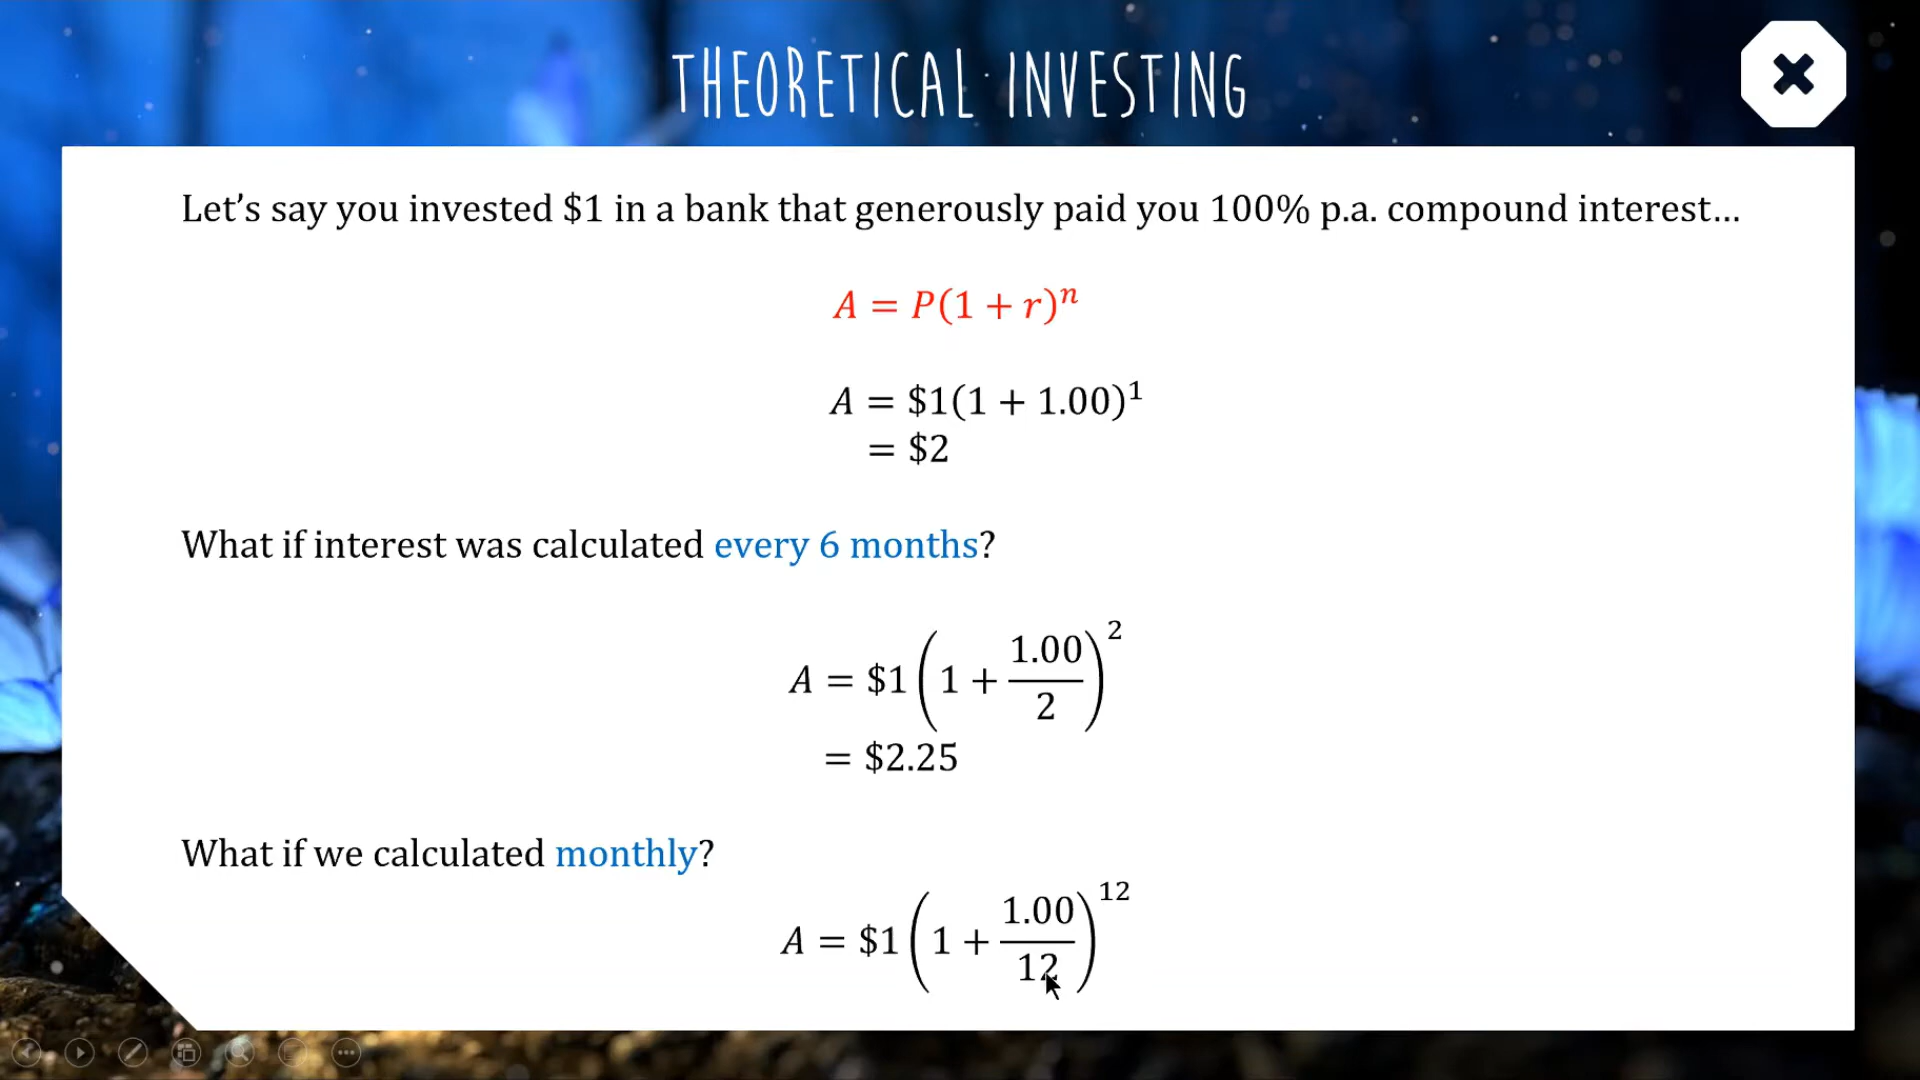 THEORETICAL INVESTING
Let's say you invested $1 in a bank that generously paid you 100% p.a. compound interest…
A = P(1 + r)ⁿ
A = $1(1 + 1.00)¹
= $2
What if interest was calculated every 6 months?
A = $1(1 + 1.00/2)²
= $2.25
What if we calculated monthly?
A = $1(1 + 1.00/12)¹²